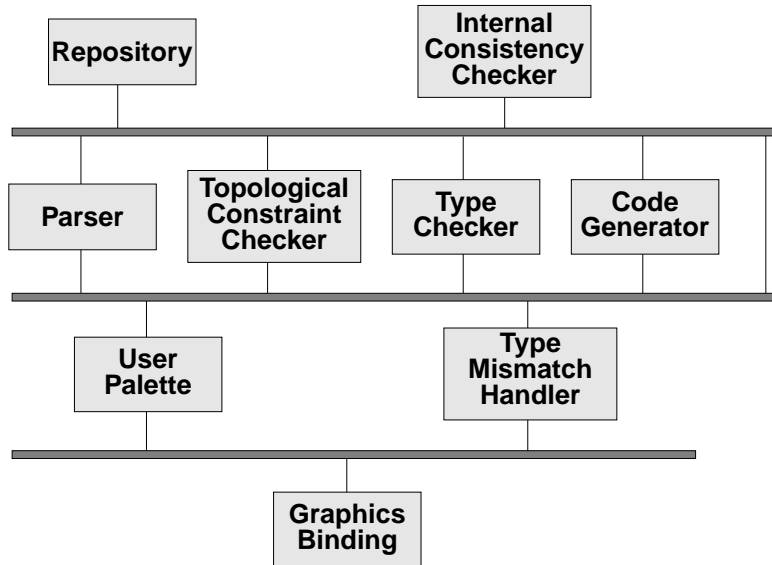 Repository
Internal
Consistency
Checker
Parser
Topological
Constraint
Checker
Type
Checker
Code
Generator
User
Palette
Type
Mismatch
Handler
Graphics
Binding